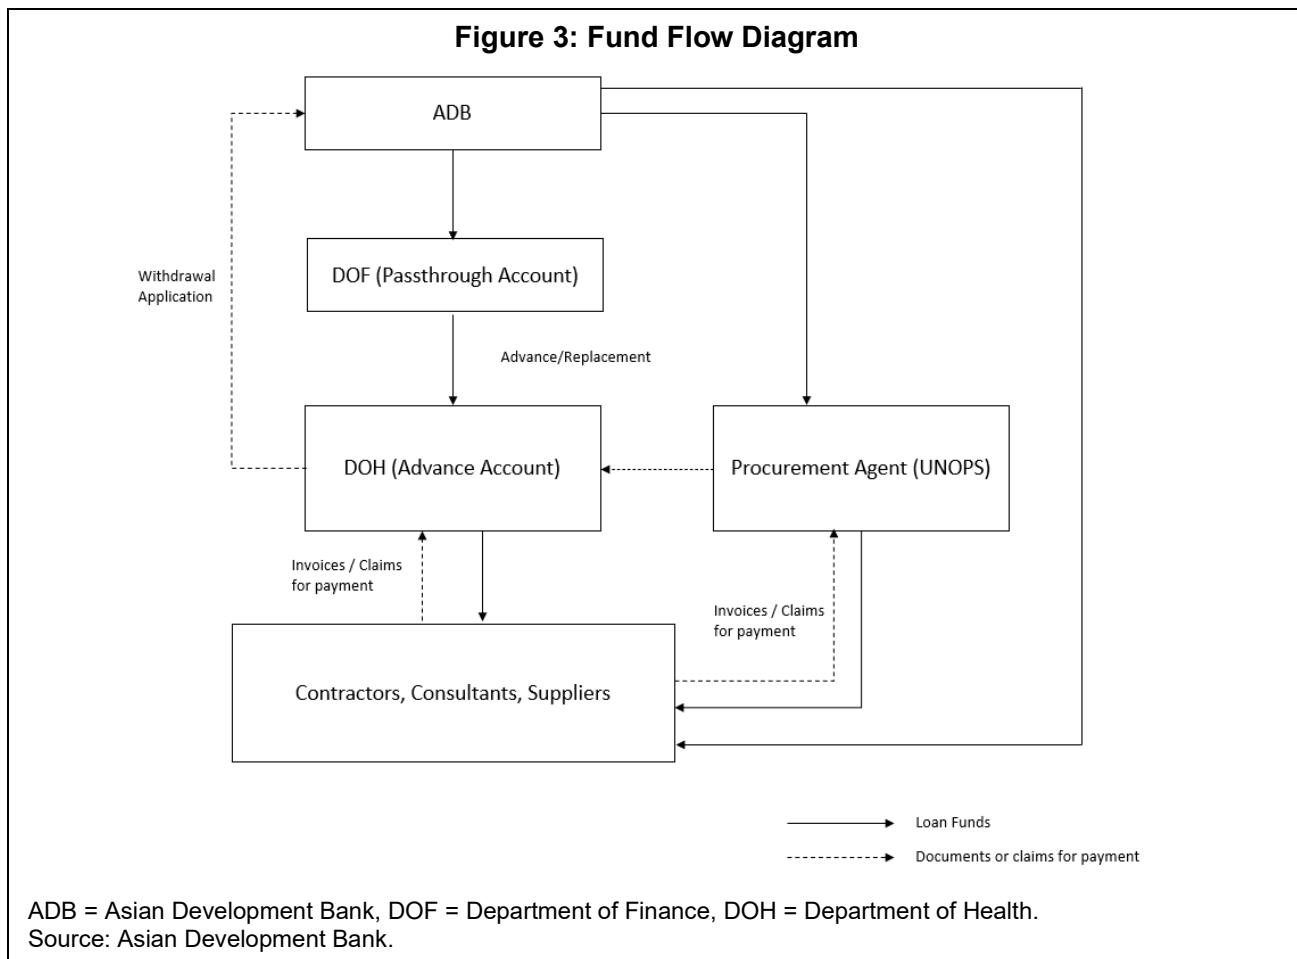 Figure 3: Fund Flow Diagram
ADB
DOF (Passthrough Account)
Withdrawal
Application
Advance/Replacement
DOH (Advance Account)
Procurement Agent (UNOPS)
Invoices / Claims
for payment
Invoices / Claims
for payment
Contractors, Consultants, Suppliers
Loan Funds
Documents or claims for payment
ADB = Asian Development Bank, DOF = Department of Finance, DOH = Department of Health.
Source: Asian Development Bank.